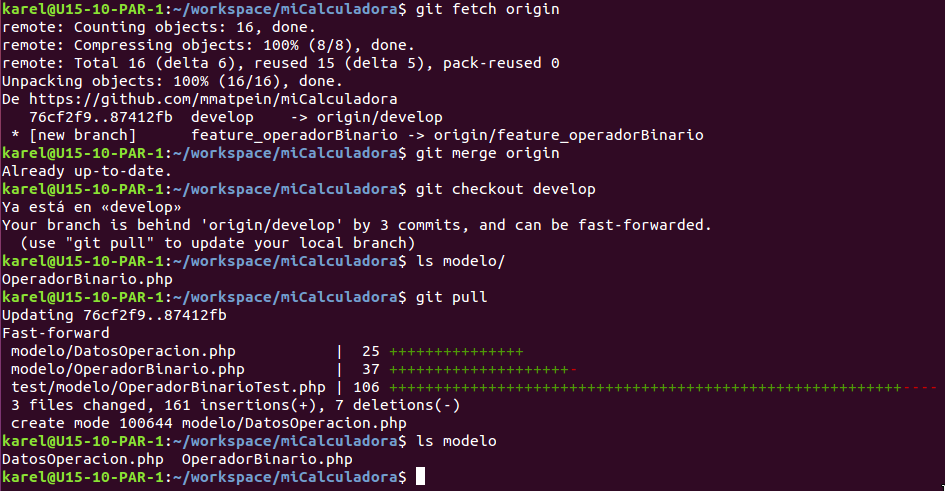 karel@U15-10-PAR-1:~/workspace/miCalculadora$ git fetch origin
remote: Counting objects: 16, done.
remote: Compressing objects: 100% (8/8), done.
remote: Total 16 (delta 6), reused 15 (delta 5), pack-reused 0
Unpacking objects: 100% (16/16), done.
De https://github.com/mmatpein/miCalculadora
   76cf2f9..87412fb  develop    -> origin/develop
 * [new branch]      feature_operadorBinario -> origin/feature_operadorBinario
karel@U15-10-PAR-1:~/workspace/miCalculadora$ git merge origin
Already up-to-date.
karel@U15-10-PAR-1:~/workspace/miCalculadora$ git checkout develop
Ya está en «develop»
Your branch is behind 'origin/develop' by 3 commits, and can be fast-forwarded.
  (use "git pull" to update your local branch)
karel@U15-10-PAR-1:~/workspace/miCalculadora$ ls modelo/
OperadorBinario.php
karel@U15-10-PAR-1:~/workspace/miCalculadora$ git pull
Updating 76cf2f9..87412fb
Fast-forward
 modelo/DatosOperacion.php           |  25 +++++++++++++++
 modelo/OperadorBinario.php          |  37 ++++++++++++++++++++-
 test/modelo/OperadorBinarioTest.php | 106 +++++++++++++++++++++++++++++++++++++++++++++++++++++++++----
 3 files changed, 161 insertions(+), 7 deletions(-)
 create mode 100644 modelo/DatosOperacion.php
karel@U15-10-PAR-1:~/workspace/miCalculadora$ ls modelo
DatosOperacion.php  OperadorBinario.php
karel@U15-10-PAR-1:~/workspace/miCalculadora$